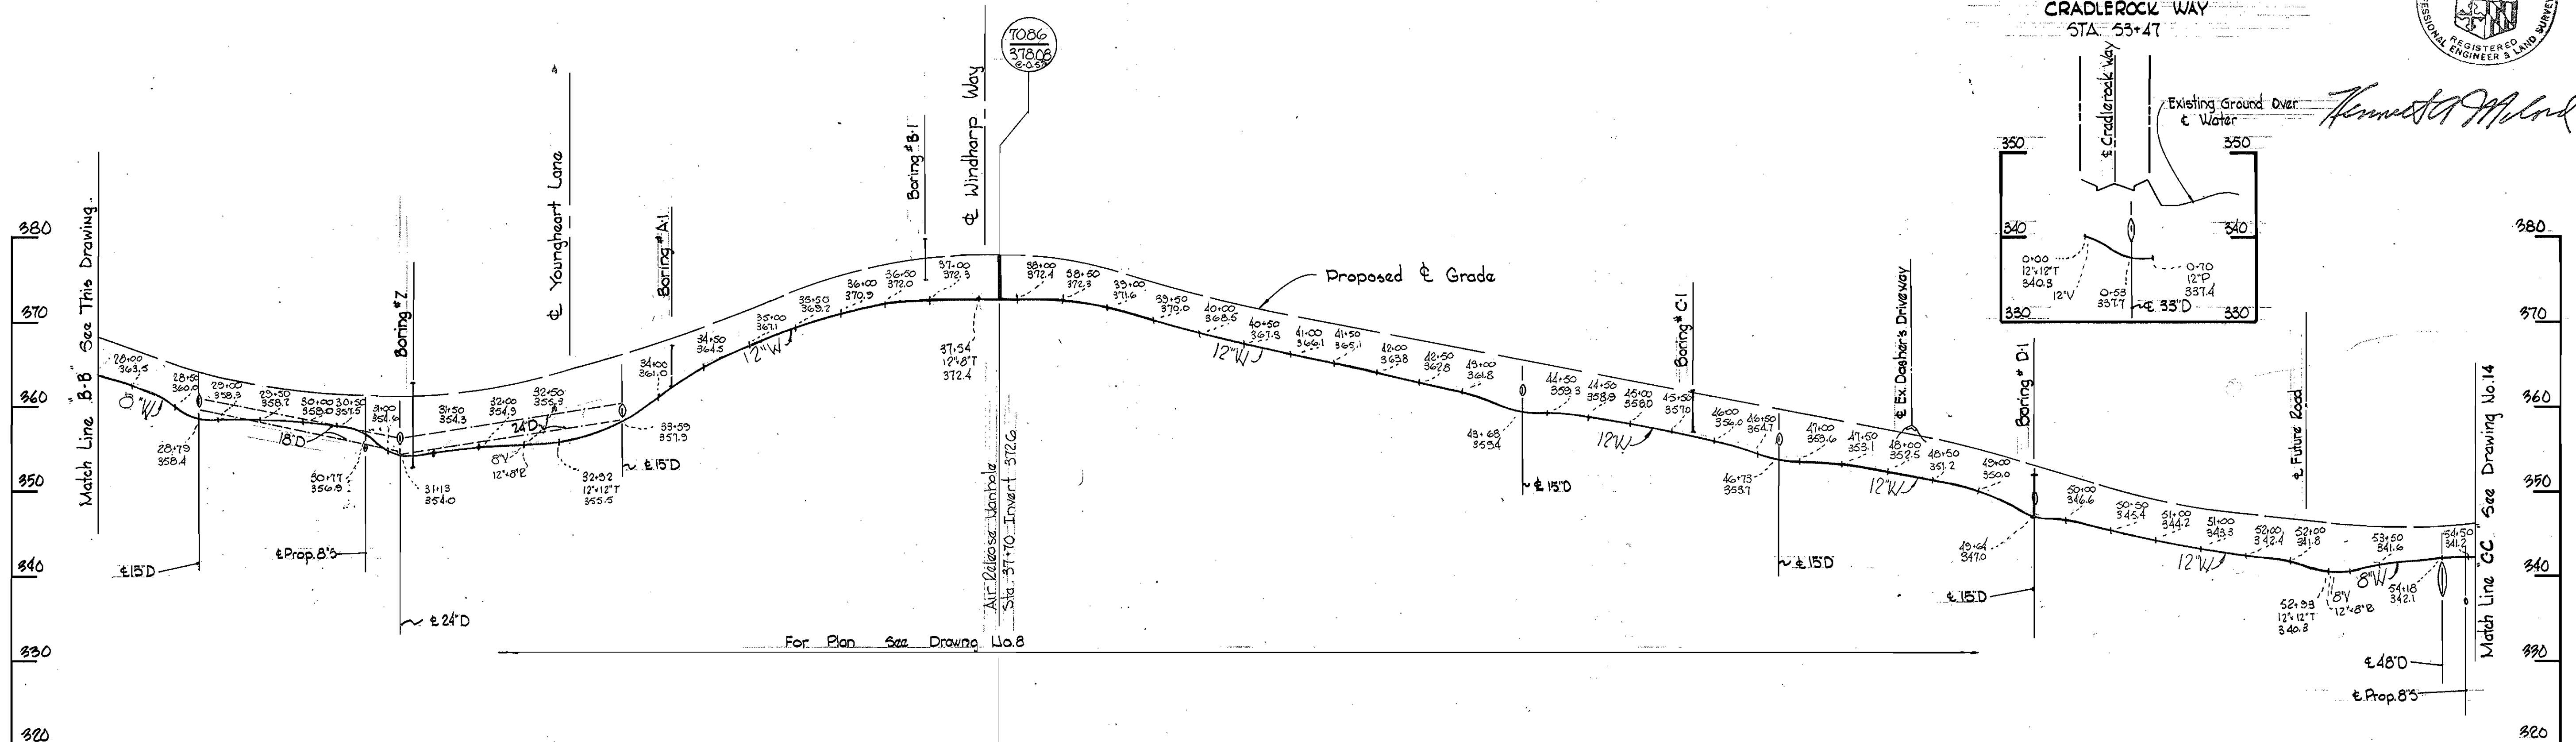 CRADLEROCK WAY
STA. 53+47
REGISTERED
ENGINEER & LAND
7086
378.08
350
350
340
340
330
330
℄ Cradlerock Way
Existing Ground Over
℄ Water
0+00
12"x12"T
340.3
12"V
0+53
337.7
℄ 33"D
0+70
12"P
337.4
380
370
360
350
340
330
320
Match Line "B-B" See This Drawing.
28+00
363.5
28+50
360.0
29+00
358.3
29+50
358.2
30+00
358.0
30+50
357.5
31+00
354.6
31+50
354.3
32+00
354.9
32+50
355.3
28+79
358.4
18"D
30+77
356.9
31+13
354.0
24"D
8"V
12"x8"R
32+92
12"x12"T
355.5
33+59
357.9
℄ 15"D
℄ 15"D
℄ Prop. 8"S
℄ 24"D
Boring #2
℄ Youngheart Lane
Boring # A-1
34+00
361.0
34+50
364.5
35+00
367.1
35+50
369.2
36+00
370.9
36+50
372.0
37+00
372.3
12"W
Boring # B-1
℄ Windharp Way
37+54
12"x8"T
372.4
Air Release Manhole
Sta. 37+70 Invert 372.6
38+00
372.4
38+50
372.3
39+00
371.6
39+50
370.0
40+00
368.5
40+50
367.3
41+00
366.1
41+50
365.1
42+00
363.8
42+50
362.8
43+00
361.8
12"W
Proposed ℄ Grade
43+68
359.4
44+50
359.3
44+50
358.9
45+00
358.0
45+50
357.0
46+00
356.0
46+50
354.7
12"W
℄ 15"D
Boring # C-1
46+73
353.7
℄ 15"D
47+00
353.6
47+50
353.1
48+00
352.5
48+50
351.2
49+00
350.0
12"W
℄ Ex. Dasher's Driveway
Boring # D-1
49+64
347.0
℄ 15"D
50+00
346.6
50+50
345.4
51+00
344.2
51+00
343.3
52+00
342.4
52+00
341.8
12"W
℄ Future Road
52+93
12"x12"T
340.3
8"V
12"x8"R
53+50
341.6
8"W
54+18
342.1
54+50
341.2
℄ 48"D
℄ Prop. 8"S
Match Line "C-C" See Drawing No. 14
For Plan See Drawing No. 8
380
370
360
350
340
330
320